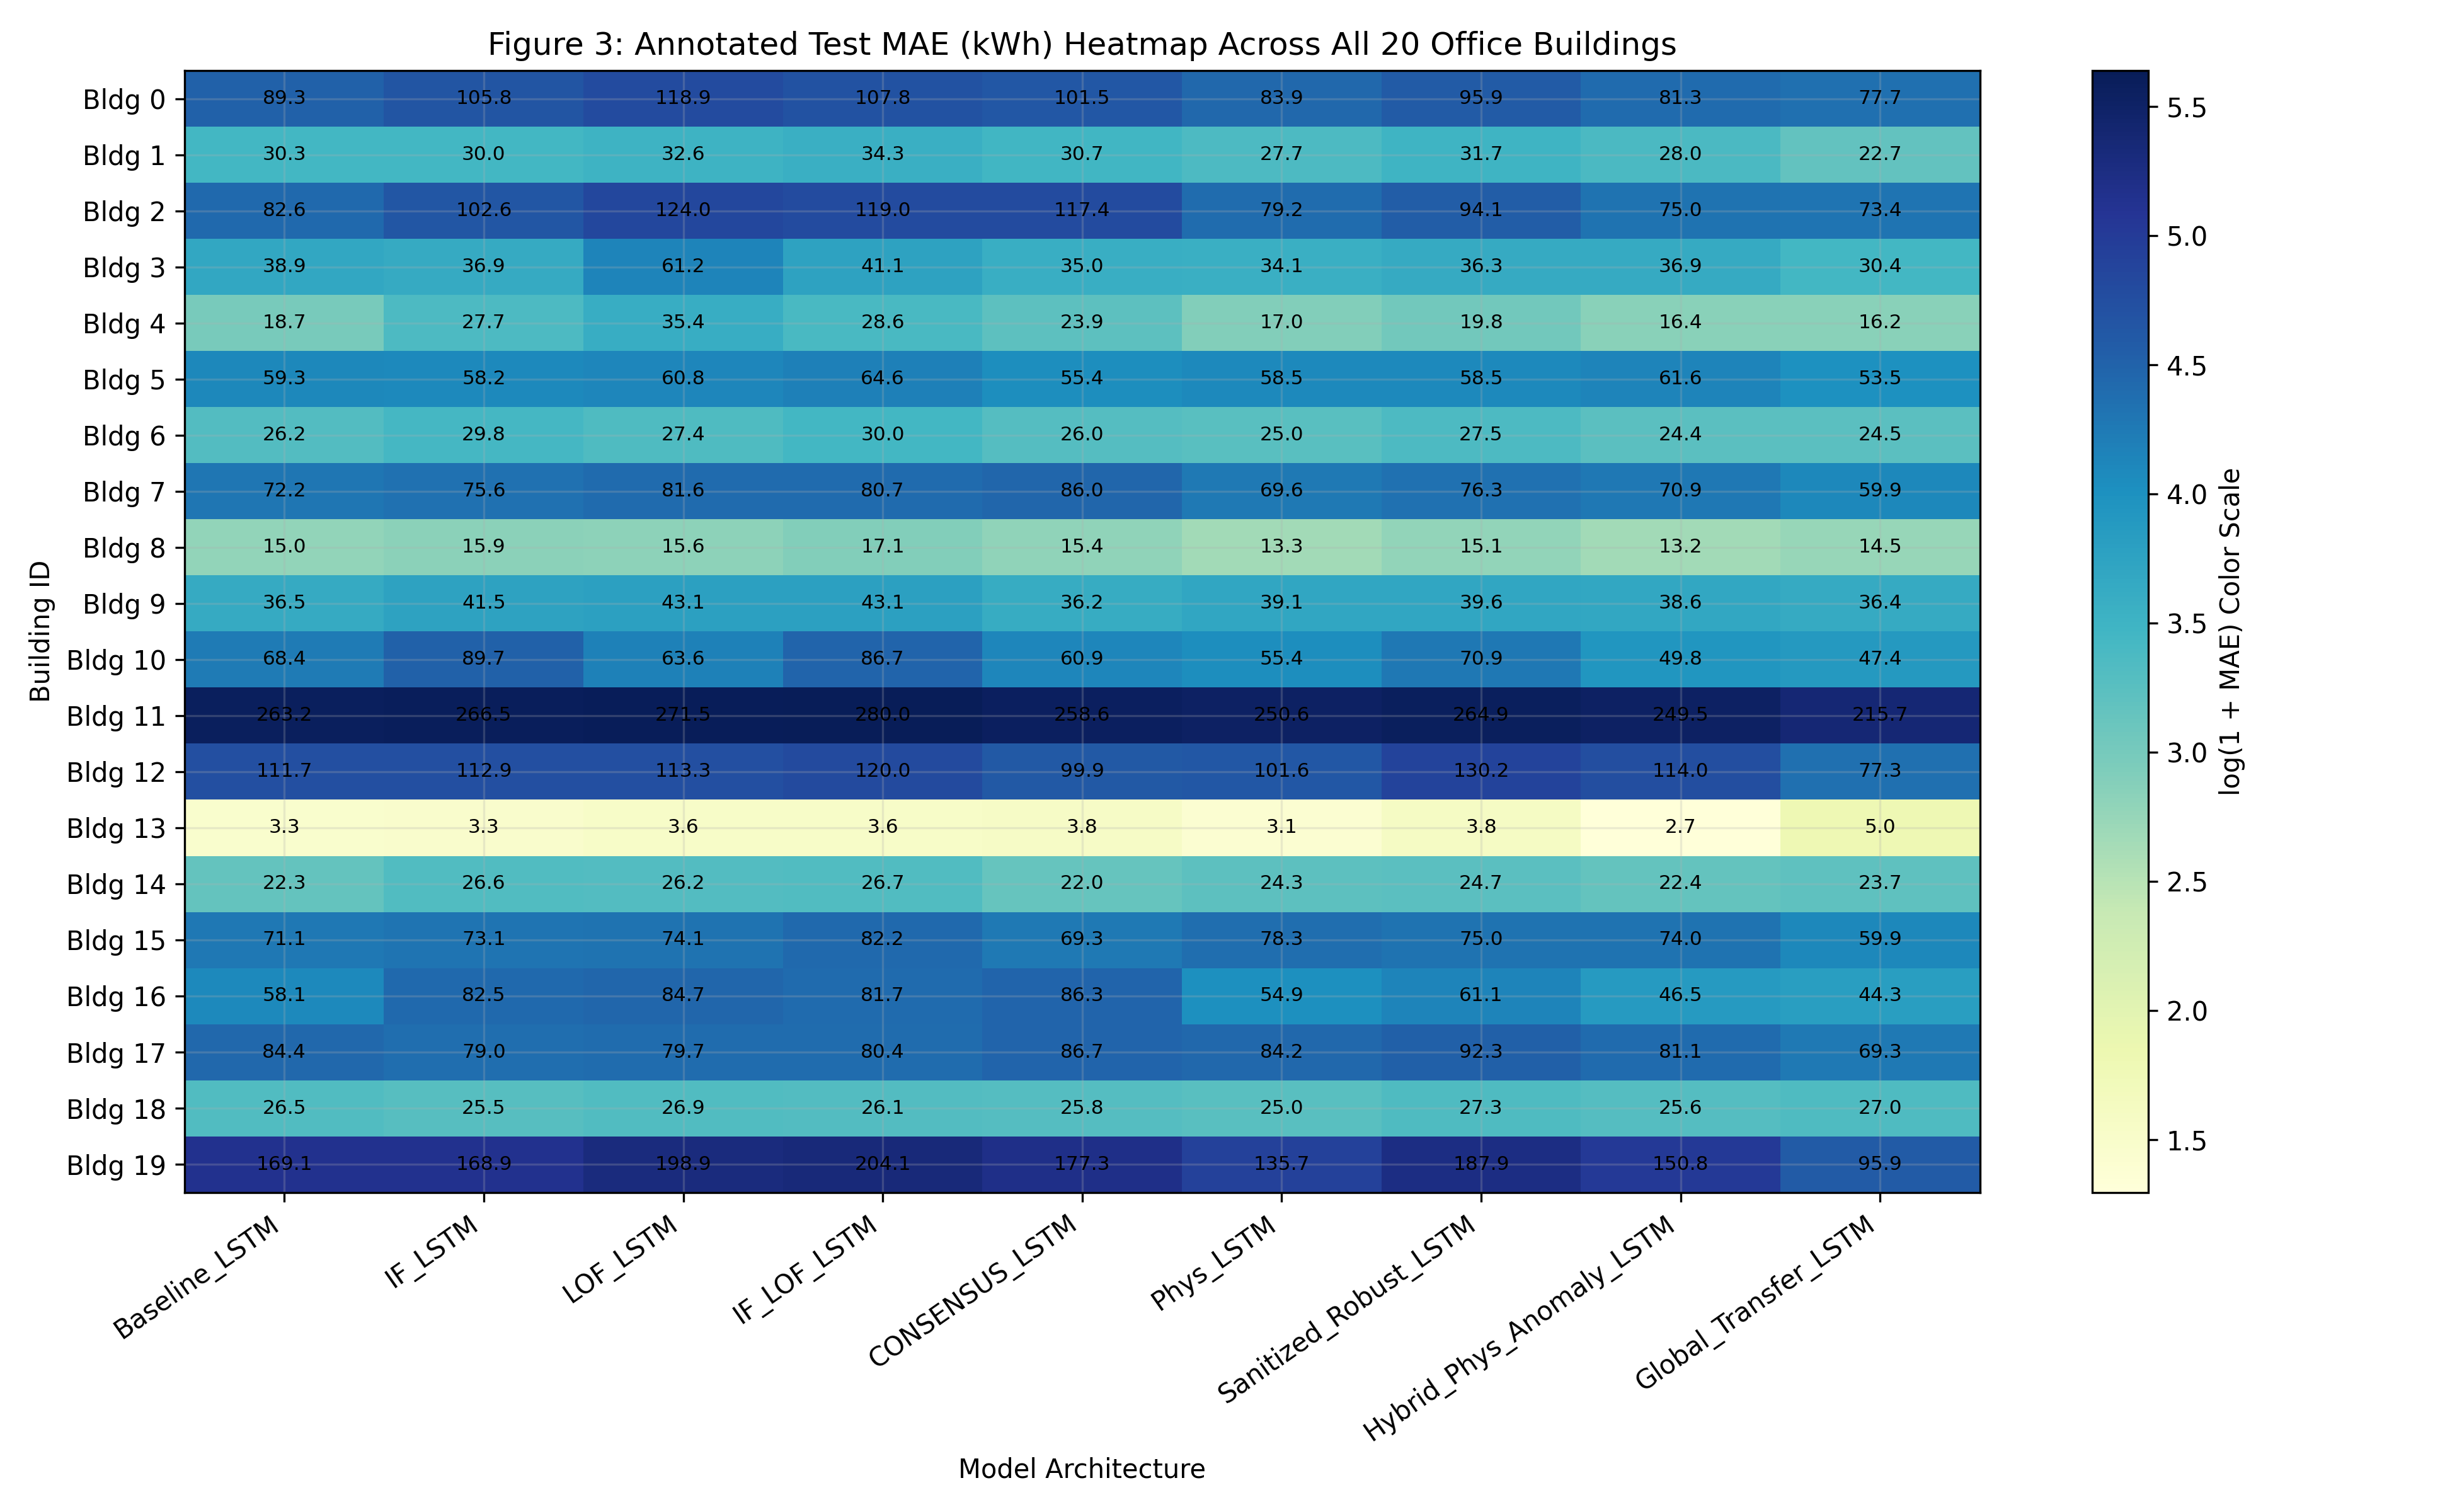 Figure 3: Annotated Test MAE (kWh) Heatmap Across All 20 Office Buildings
Building ID
Bldg 0 89.3 105.8 118.9 107.8 101.5 83.9 95.9 81.3 77.7
Bldg 1 30.3 30.0 32.6 34.3 30.7 27.7 31.7 28.0 22.7
Bldg 2 82.6 102.6 124.0 119.0 117.4 79.2 94.1 75.0 73.4
Bldg 3 38.9 36.9 61.2 41.1 35.0 34.1 36.3 36.9 30.4
Bldg 4 18.7 27.7 35.4 28.6 23.9 17.0 19.8 16.4 16.2
Bldg 5 59.3 58.2 60.8 64.6 55.4 58.5 58.5 61.6 53.5
Bldg 6 26.2 29.8 27.4 30.0 26.0 25.0 27.5 24.4 24.5
Bldg 7 72.2 75.6 81.6 80.7 86.0 69.6 76.3 70.9 59.9
Bldg 8 15.0 15.9 15.6 17.1 15.4 13.3 15.1 13.2 14.5
Bldg 9 36.5 41.5 43.1 43.1 36.2 39.1 39.6 38.6 36.4
Bldg 10 68.4 89.7 63.6 86.7 60.9 55.4 70.9 49.8 47.4
Bldg 11 263.2 266.5 271.5 280.0 258.6 250.6 264.9 249.5 215.7
Bldg 12 111.7 112.9 113.3 120.0 99.9 101.6 130.2 114.0 77.3
Bldg 13 3.3 3.3 3.6 3.6 3.8 3.1 3.8 2.7 5.0
Bldg 14 22.3 26.6 26.2 26.7 22.0 24.3 24.7 22.4 23.7
Bldg 15 71.1 73.1 74.1 82.2 69.3 78.3 75.0 74.0 59.9
Bldg 16 58.1 82.5 84.7 81.7 86.3 54.9 61.1 46.5 44.3
Bldg 17 84.4 79.0 79.7 80.4 86.7 84.2 92.3 81.1 69.3
Bldg 18 26.5 25.5 26.9 26.1 25.8 25.0 27.3 25.6 27.0
Bldg 19 169.1 168.9 198.9 204.1 177.3 135.7 187.9 150.8 95.9
Baseline_LSTM
IF_LSTM
LOF_LSTM
IF_LOF_LSTM
CONSENSUS_LSTM
Phys_LSTM
Sanitized_Robust_LSTM
Hybrid_Phys_Anomaly_LSTM
Global_Transfer_LSTM
Model Architecture
5.5
5.0
4.5
4.0
3.5
3.0
2.5
2.0
1.5
log(1 + MAE) Color Scale